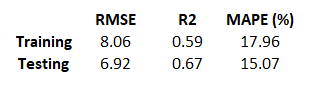 RMSE R2 MAPE (%)
Training 8.06 0.59 17.96
Testing 6.92 0.67 15.07